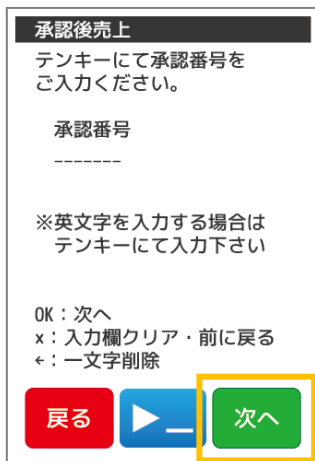 承認後売上
テンキーにて承認番号を
ご入力ください。
承認番号
-------
※英文字を入力する場合は
テンキーにて入力下さい
OK：次へ
×：入力欄クリア・前に戻る
←：一文字削除
戻る ▶_ 次へ